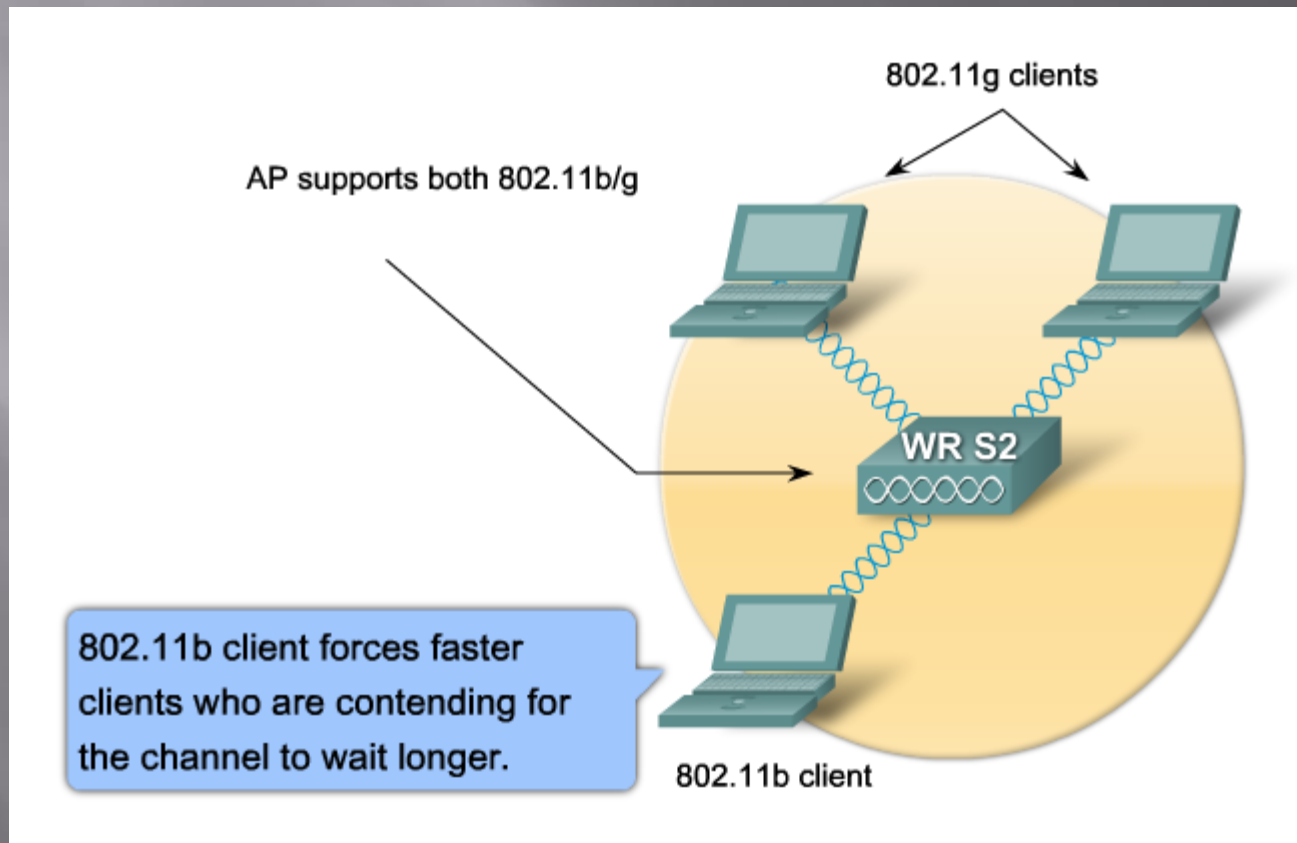 802.11g clients
AP supports both 802.11b/g
WR S2
802.11b client forces faster
clients who are contending for
the channel to wait longer.
802.11b client